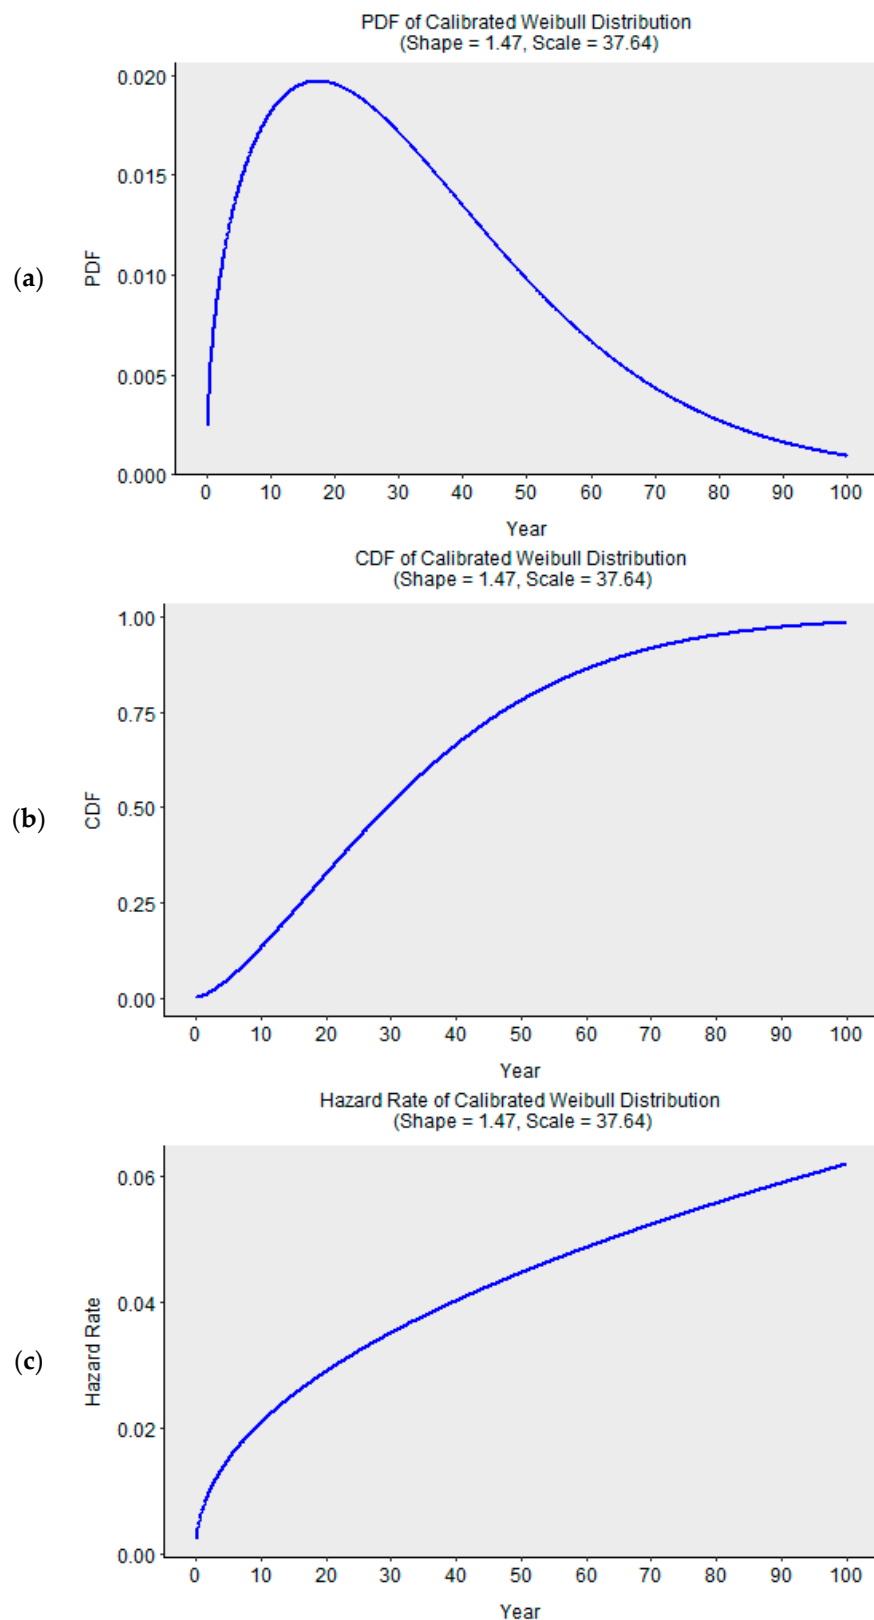 PDF of Calibrated Weibull Distribution
(Shape = 1.47, Scale = 37.64)
0.020
0.015
(a)
PDF
0.010
0.005
0.000
0 10 20 30 40 50 60 70 80 90 100
Year
CDF of Calibrated Weibull Distribution
(Shape = 1.47, Scale = 37.64)
1.00
0.75
(b)
CDF
0.50
0.25
0.00
0 10 20 30 40 50 60 70 80 90 100
Year
Hazard Rate of Calibrated Weibull Distribution
(Shape = 1.47, Scale = 37.64)
0.06
0.04
(c)
Hazard Rate
0.02
0.00
0 10 20 30 40 50 60 70 80 90 100
Year